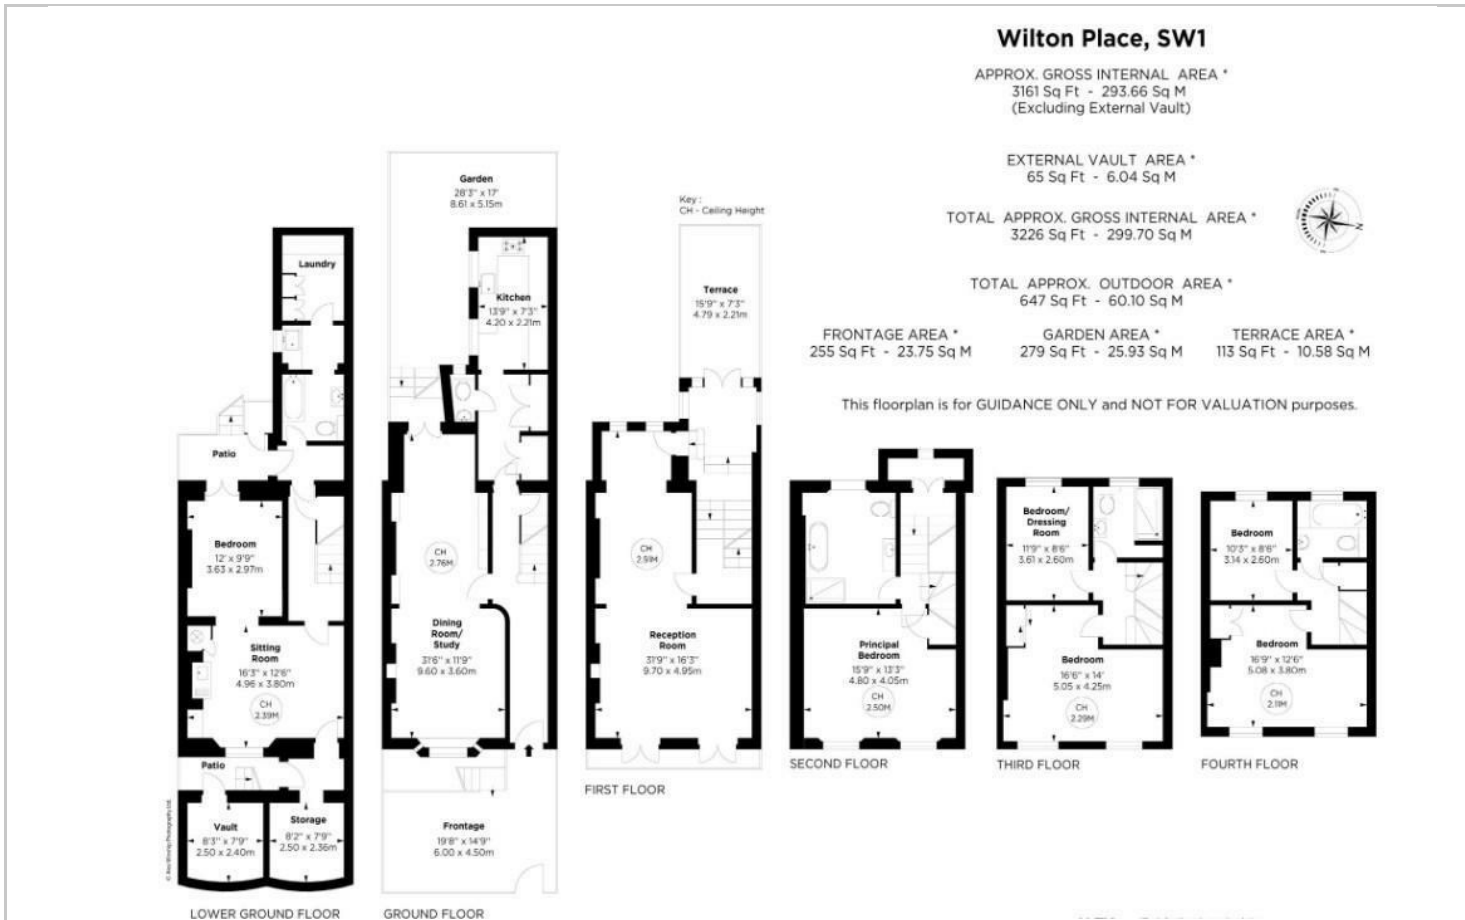 Wilton Place, SW1
APPROX. GROSS INTERNAL AREA *
3161 Sq Ft - 293.66 Sq M
(Excluding External Vault)
EXTERNAL VAULT AREA *
65 Sq Ft - 6.04 Sq M
TOTAL APPROX. GROSS INTERNAL AREA *
3226 Sq Ft - 299.70 Sq M
TOTAL APPROX. OUTDOOR AREA *
647 Sq Ft - 60.10 Sq M
FRONTAGE AREA *
255 Sq Ft - 23.75 Sq M
GARDEN AREA *
279 Sq Ft - 25.93 Sq M
TERRACE AREA *
113 Sq Ft - 10.58 Sq M
This floorplan is for GUIDANCE ONLY and NOT FOR VALUATION purposes.
N
Key :
CH - Ceiling Height
Laundry
Patio
Bedroom
12' x 9'9"
3.63 x 2.97m
Sitting
Room
16'3" x 12'6"
4.96 x 3.80m
CH
2.39M
Patio
Vault
8'3" x 7'9"
2.50 x 2.40m
Storage
8'2" x 7'9"
2.50 x 2.36m
LOWER GROUND FLOOR
Garden
28'3" x 17'
8.61 x 5.15m
Kitchen
13'9" x 7'3"
4.20 x 2.21m
CH
2.76M
Dining
Room/
Study
31'6" x 11'9"
9.60 x 3.60m
Frontage
19'8" x 14'9"
6.00 x 4.50m
GROUND FLOOR
Terrace
15'9" x 7'3"
4.79 x 2.21m
CH
2.91M
Reception
Room
31'9" x 16'3"
9.70 x 4.95m
FIRST FLOOR
Principal
Bedroom
15'9" x 13'3"
4.80 x 4.05m
CH
2.50M
SECOND FLOOR
Bedroom/
Dressing
Room
11'9" x 8'6"
3.61 x 2.60m
Bedroom
16'6" x 14'
5.05 x 4.25m
CH
2.29M
THIRD FLOOR
Bedroom
10'3" x 8'6"
3.14 x 2.60m
Bedroom
16'9" x 12'6"
5.08 x 3.80m
CH
2.11M
FOURTH FLOOR